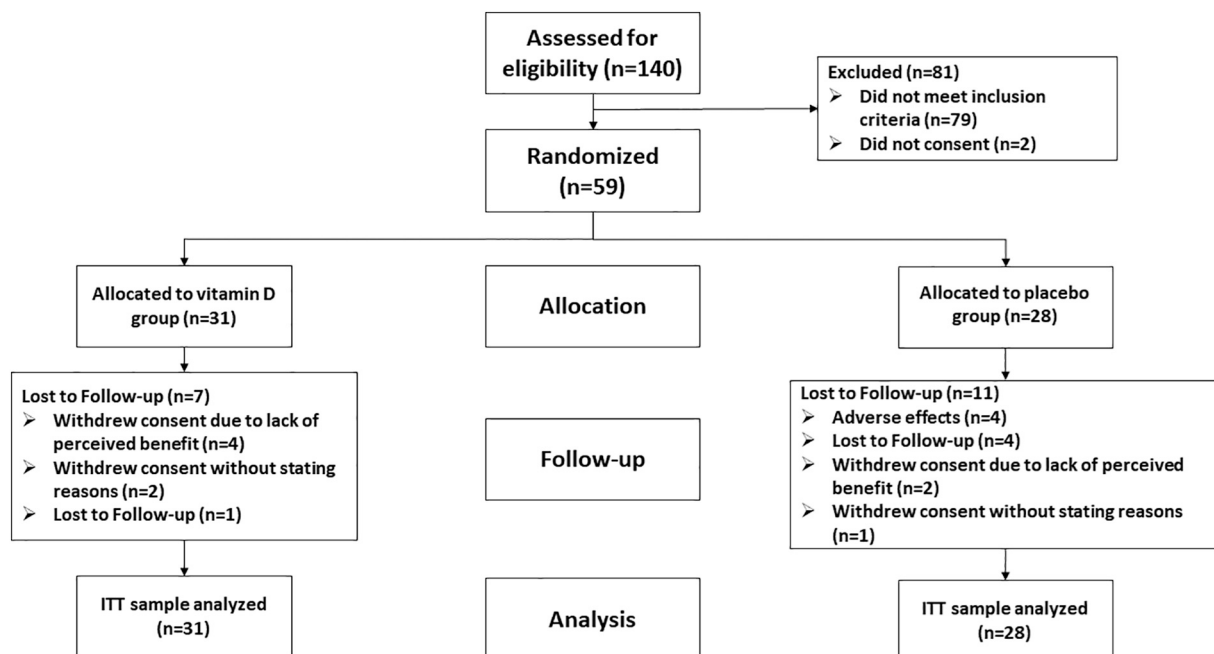 Assessed for
eligibility (n=140)
Excluded (n=81)
➢ Did not meet inclusion
criteria (n=79)
➢ Did not consent (n=2)
Randomized
(n=59)
Allocated to vitamin D
group (n=31)
Allocation
Allocated to placebo
group (n=28)
Lost to Follow-up (n=7)
➢ Withdrew consent due to lack of
perceived benefit (n=4)
➢ Withdrew consent without stating
reasons (n=2)
➢ Lost to Follow-up (n=1)
Follow-up
Lost to Follow-up (n=11)
➢ Adverse effects (n=4)
➢ Lost to Follow-up (n=4)
➢ Withdrew consent due to lack of perceived
benefit (n=2)
➢ Withdrew consent without stating reasons
(n=1)
ITT sample analyzed
(n=31)
Analysis
ITT sample analyzed
(n=28)